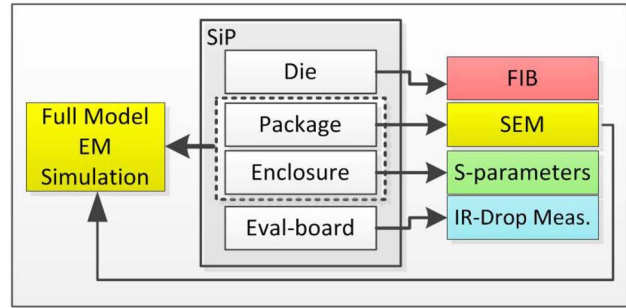 SiP
Die
FIB
Full Model
EM
Simulation
Package
SEM
Enclosure
S-parameters
Eval-board
IR-Drop Meas.